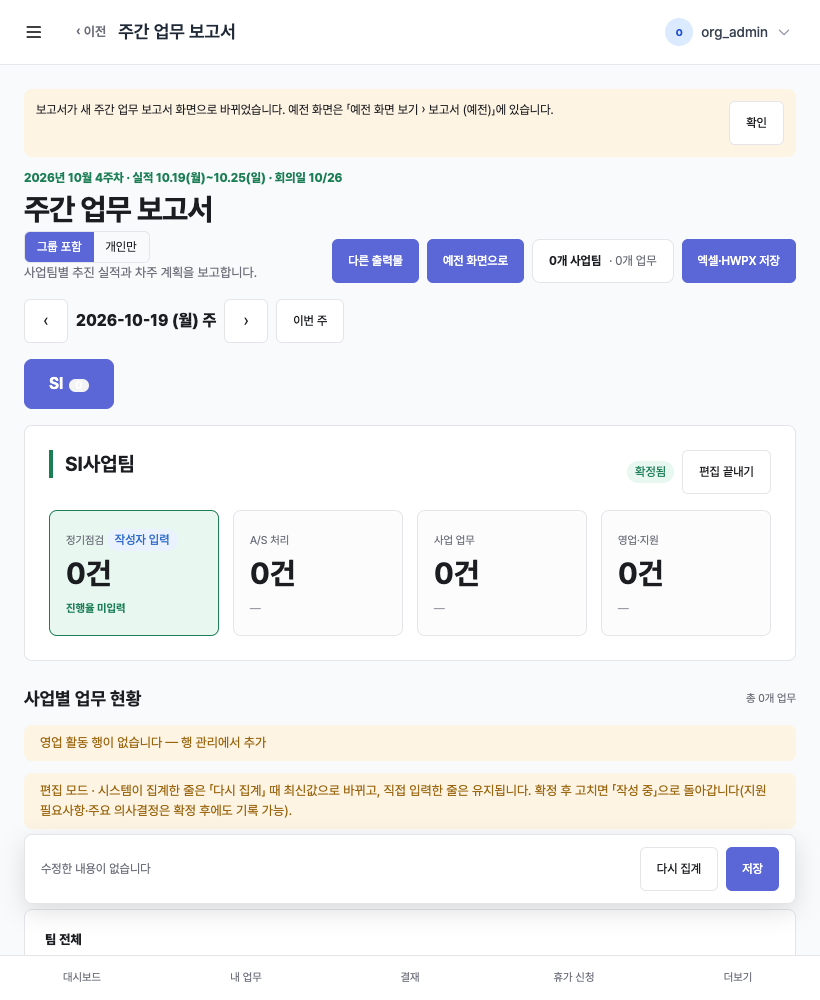 ‹ 이전 주간 업무 보고서
o org_admin
보고서가 새 주간 업무 보고서 화면으로 바뀌었습니다. 예전 화면은 「예전 화면 보기 › 보고서 (예전)」에 있습니다.
확인
2026년 10월 4주차 · 실적 10.19(월)~10.25(일) · 회의일 10/26
주간 업무 보고서
그룹 포함 개인만
사업팀별 추진 실적과 차주 계획을 보고합니다.
다른 출력물 예전 화면으로 0개 사업팀 · 0개 업무 엑셀·HWPX 저장
‹ 2026-10-19 (월) 주 › 이번 주
SI
SI사업팀
확정됨 편집 끝내기
정기점검 작성자 입력
0건
진행율 미입력
A/S 처리
0건
—
사업 업무
0건
—
영업·지원
0건
—
사업별 업무 현황
총 0개 업무
영업 활동 행이 없습니다 — 행 관리에서 추가
편집 모드 · 시스템이 집계한 줄은 「다시 집계」 때 최신값으로 바뀌고, 직접 입력한 줄은 유지됩니다. 확정 후 고치면 「작성 중」으로 돌아갑니다(지원
필요사항·주요 의사결정은 확정 후에도 기록 가능).
수정한 내용이 없습니다
다시 집계 저장
팀 전체
대시보드 내 업무 결재 휴가 신청 더보기